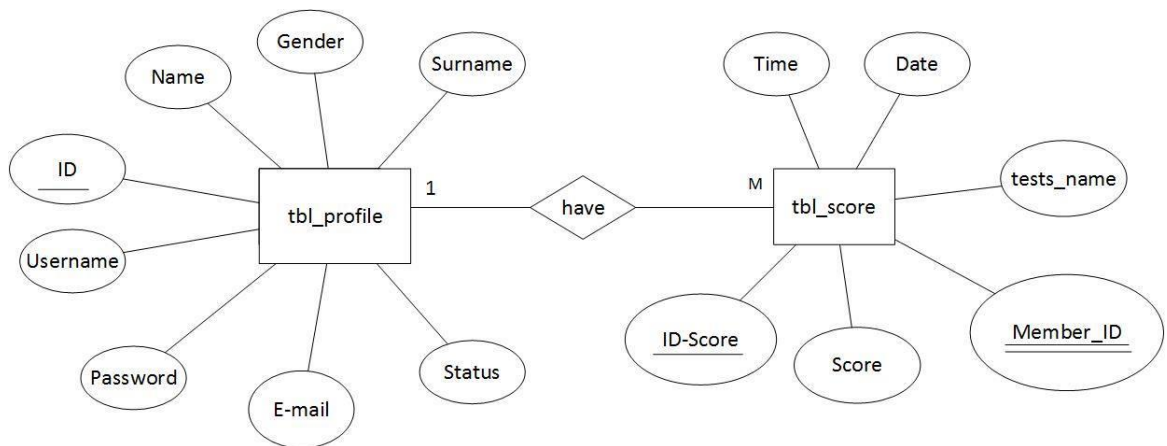 Gender
Name
Surname
ID
Username
Password
E-mail
Status
tbl_profile
1
have
M
tbl_score
Time
Date
tests_name
Member_ID
Score
ID-Score